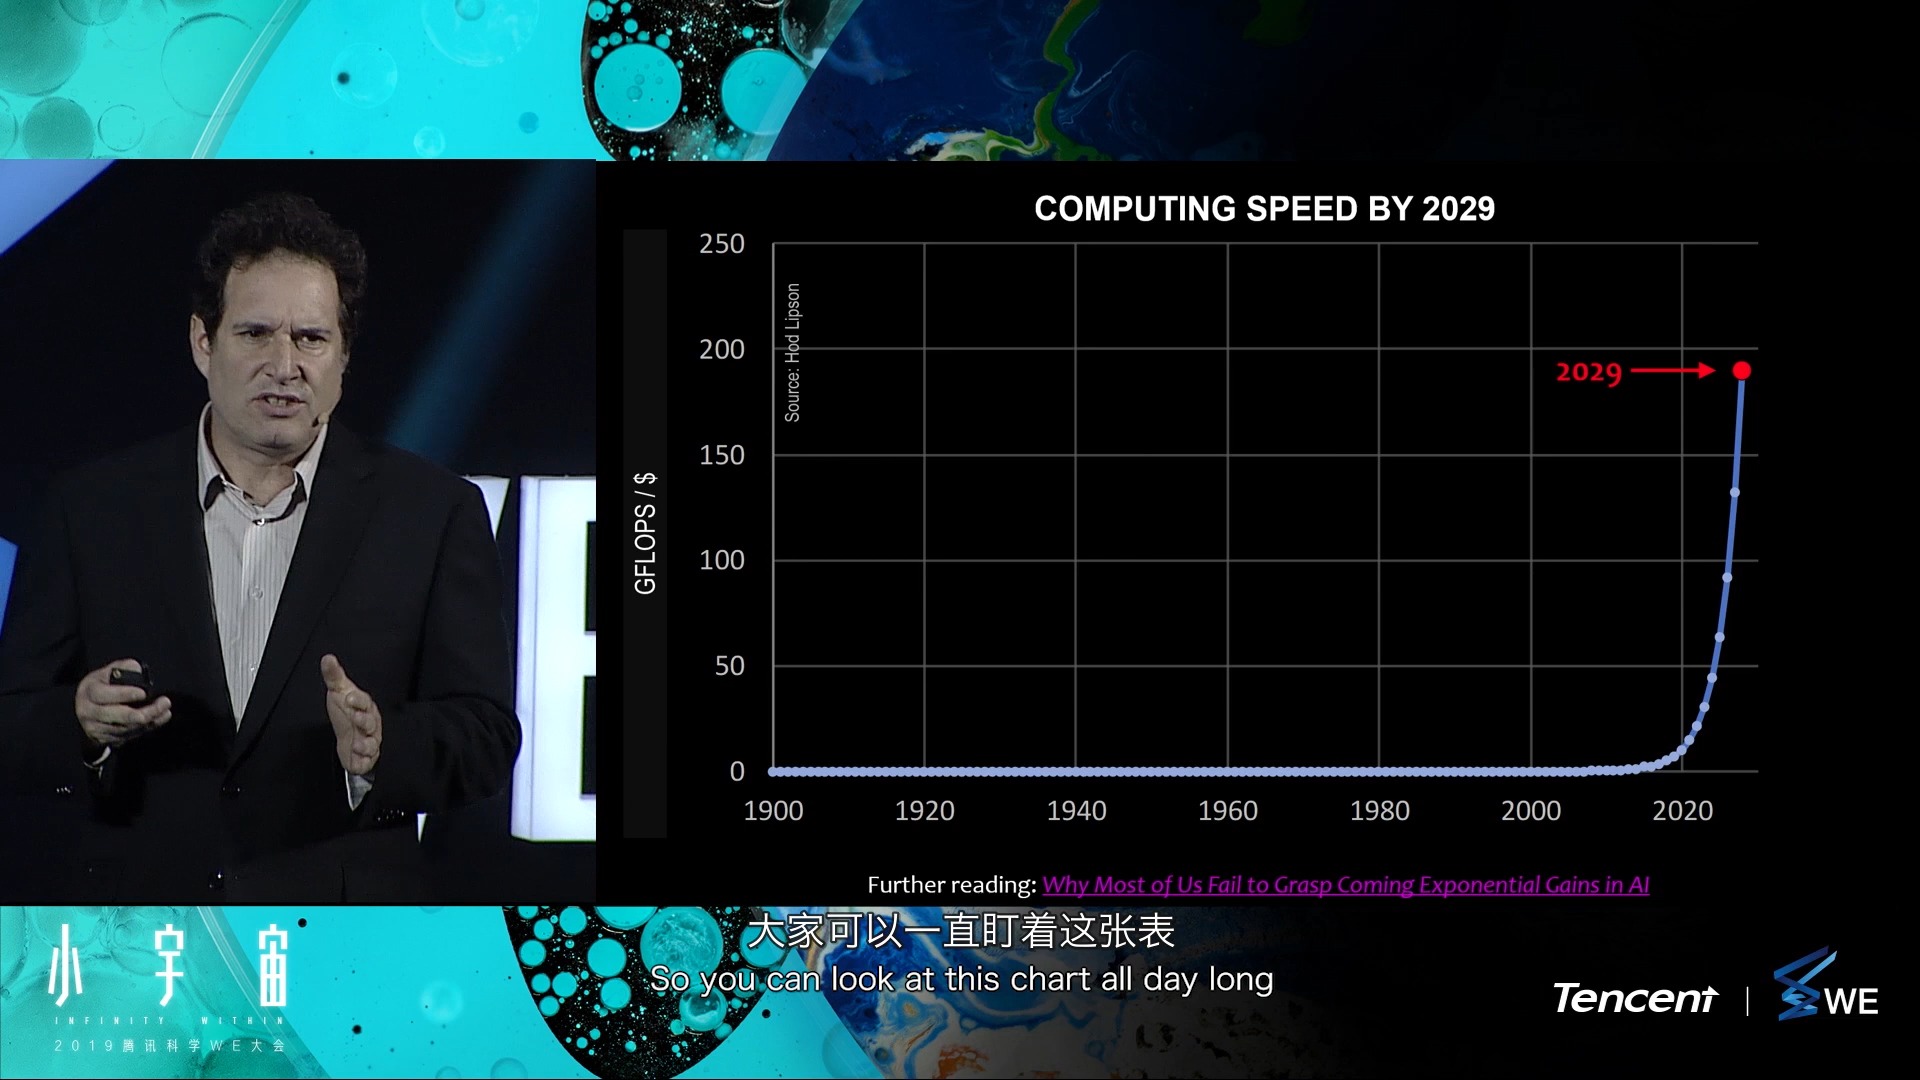 COMPUTING SPEED BY 2029
250
200
150
100
50
0
GFLOPS / $
Source: Hod Lipson
2029
1900
1920
1940
1960
1980
2000
2020
Further reading: Why Most of Us Fail to Grasp Coming Exponential Gains in AI
大家可以一直盯着这张表
So you can look at this chart all day long
小宇宙
INFINITY WITHIN
2019腾讯科学WE大会
Tencent | WE